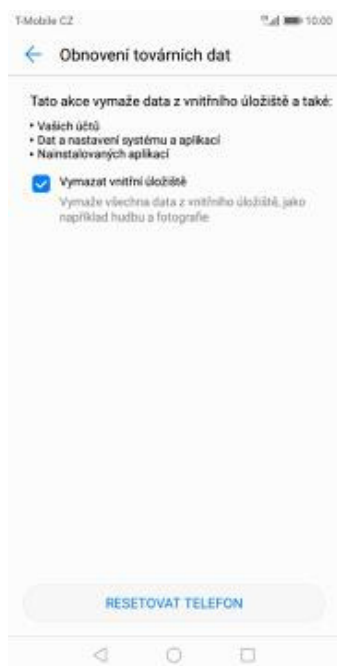 T-Mobile CZ 10:00
Obnovení továrních dat
Tato akce vymaže data z vnitřního úložiště a také:
• Vašich účtů
• Dat a nastavení systému a aplikací
• Nainstalovaných aplikací
Vymazat vnitřní úložiště
Vymaže všechna data z vnitřního úložiště, jako
například hudbu a fotografie
RESETOVAT TELEFON